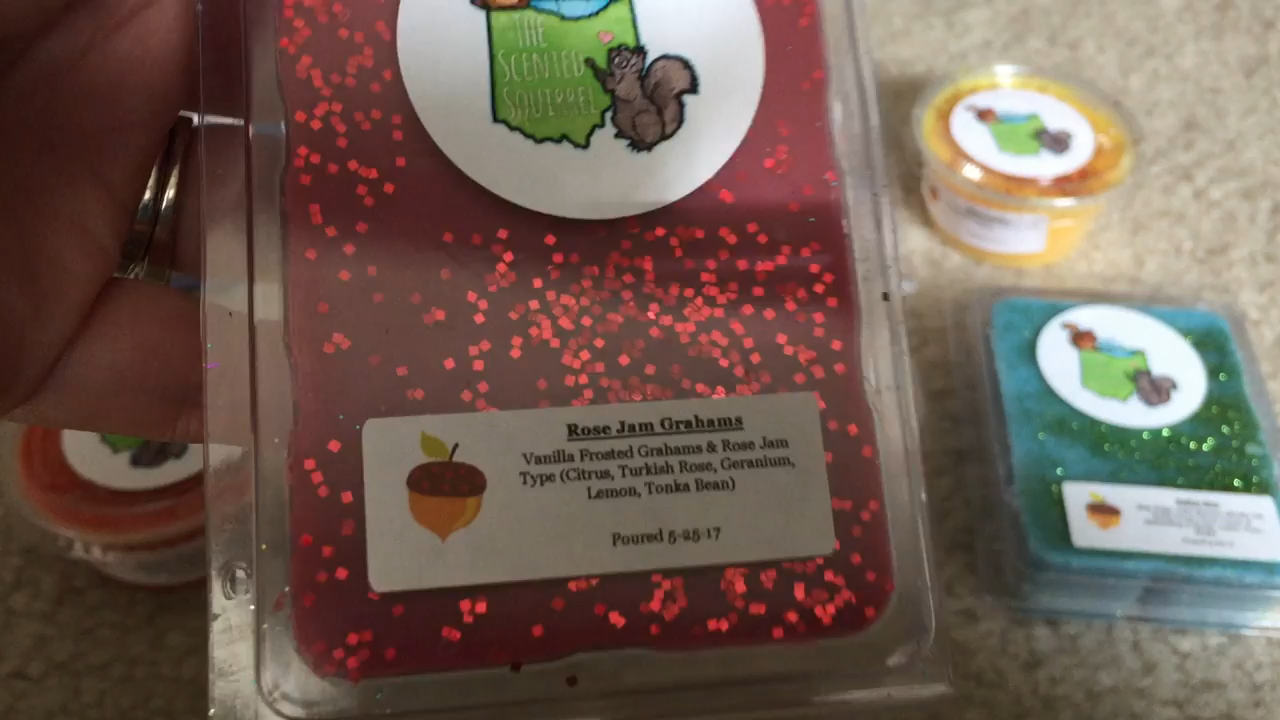 THE
SCENTED
SQUIRREL
Rose Jam Grahams
Vanilla Frosted Grahams & Rose Jam
Type (Citrus, Turkish Rose, Geranium,
Lemon, Tonka Bean)
Poured 5-25-17